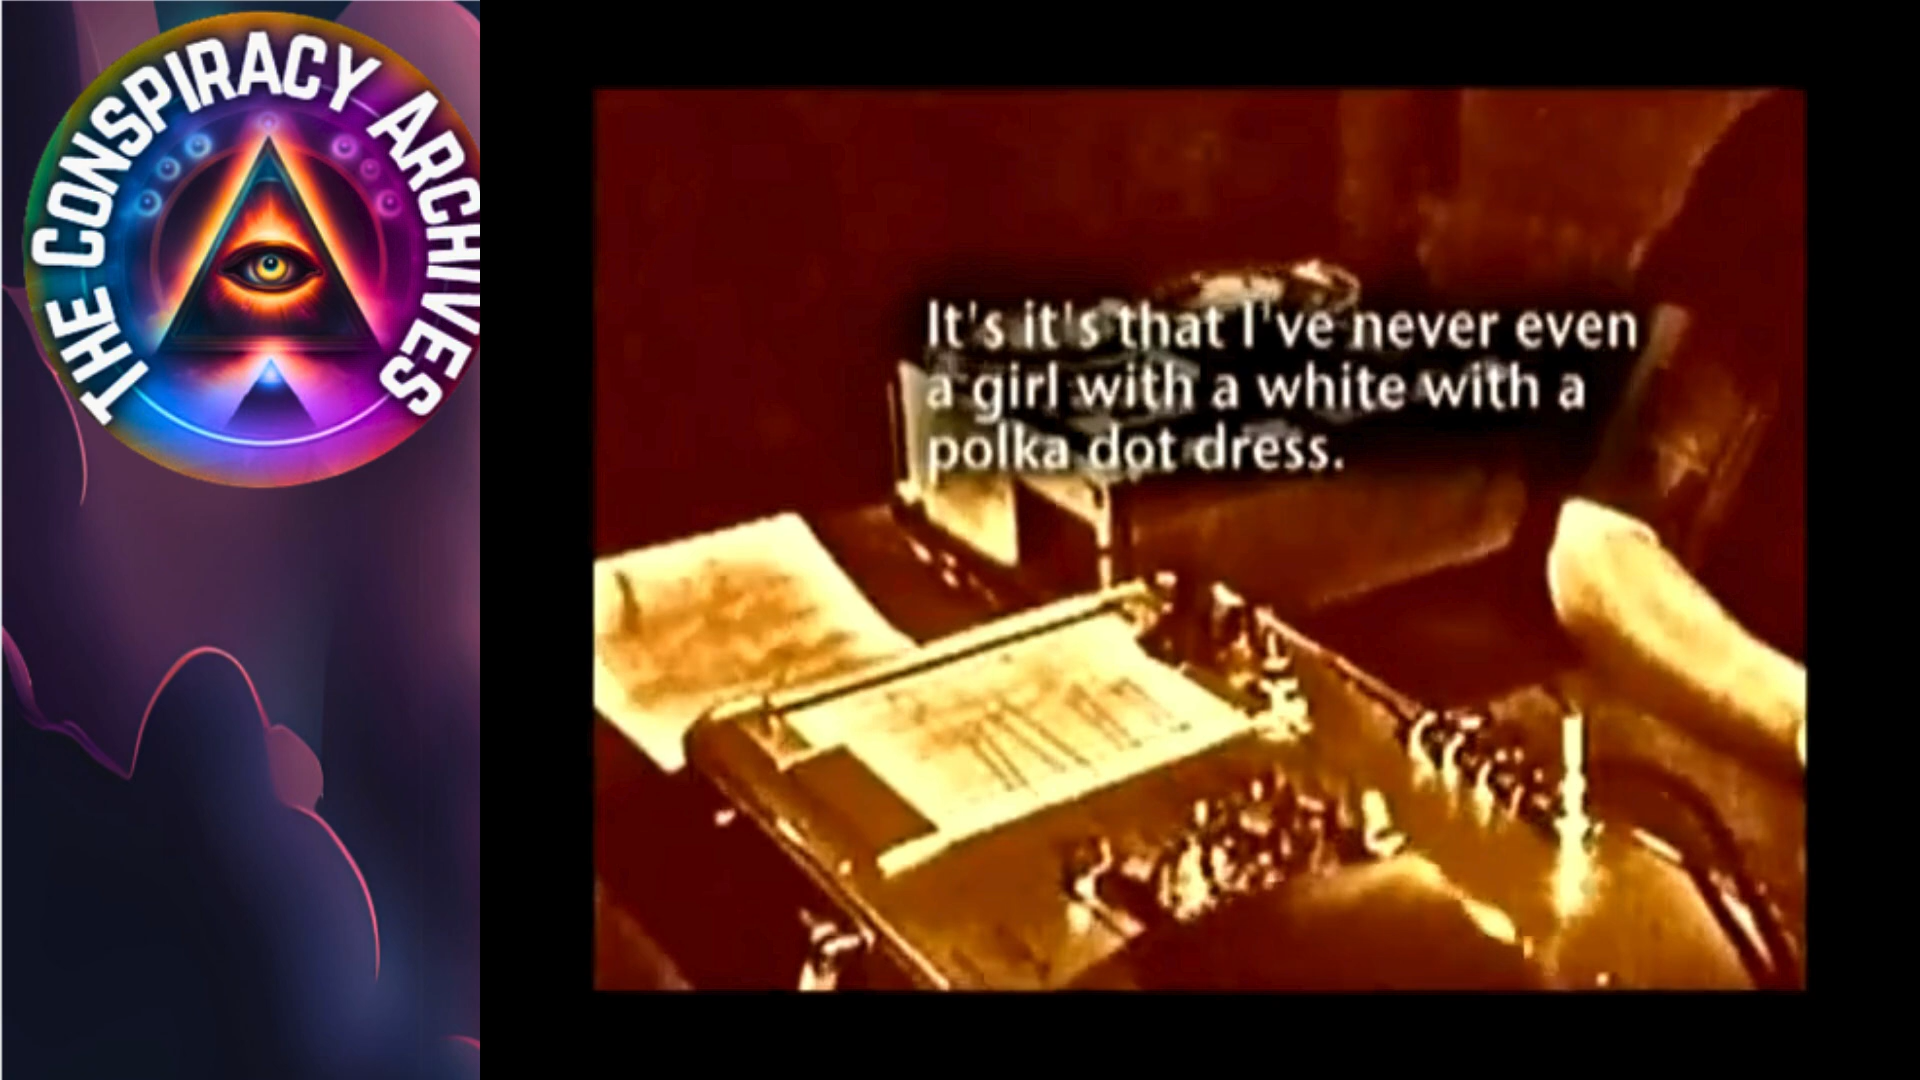 THE CONSPIRACY ARCHIVES
It's it's that I've never even
a girl with a white with a
polka dot dress.